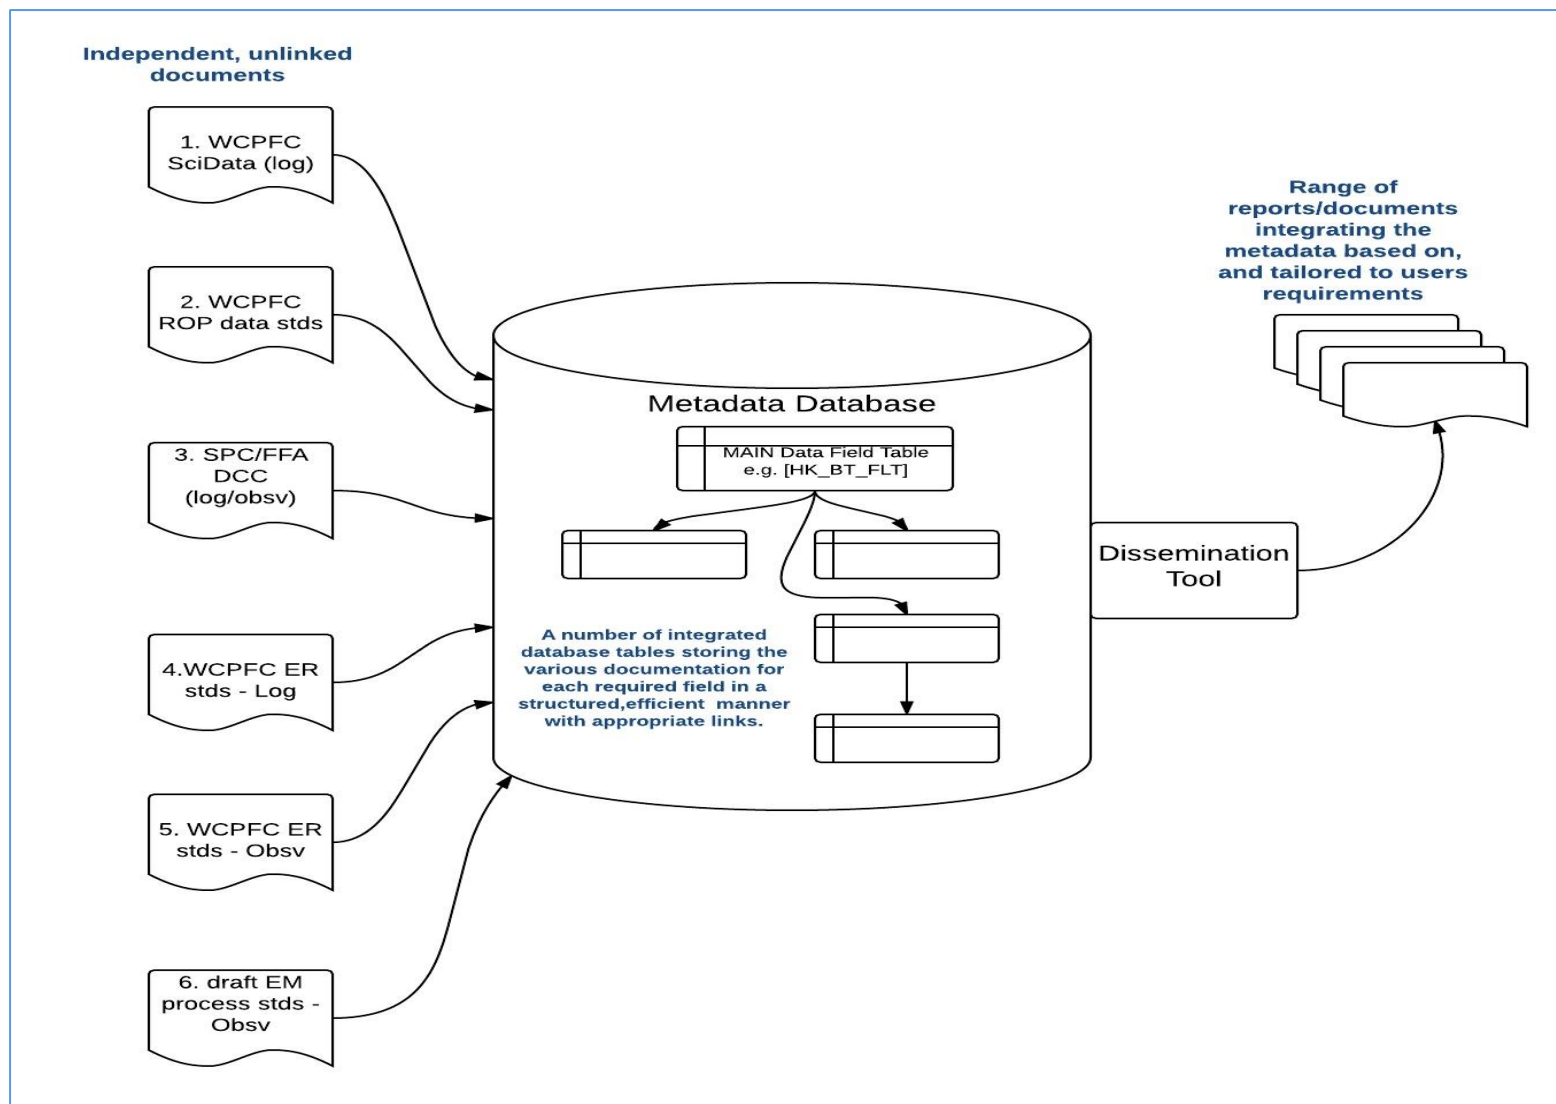 Independent, unlinked
documents
1. WCPFC
SciData (log)
2. WCPFC
ROP data stds
3. SPC/FFA
DCC
(log/obsv)
4.WCPFC ER
stds - Log
5. WCPFC ER
stds - Obsv
6. draft EM
process stds -
Obsv
Metadata Database
MAIN Data Field Table
e.g. [HK_BT_FLT]
A number of integrated
database tables storing the
various documentation for
each required field in a
structured,efficient  manner
with appropriate links.
Dissemination
Tool
Range of
reports/documents
integrating the
metadata based on,
and tailored to users
requirements